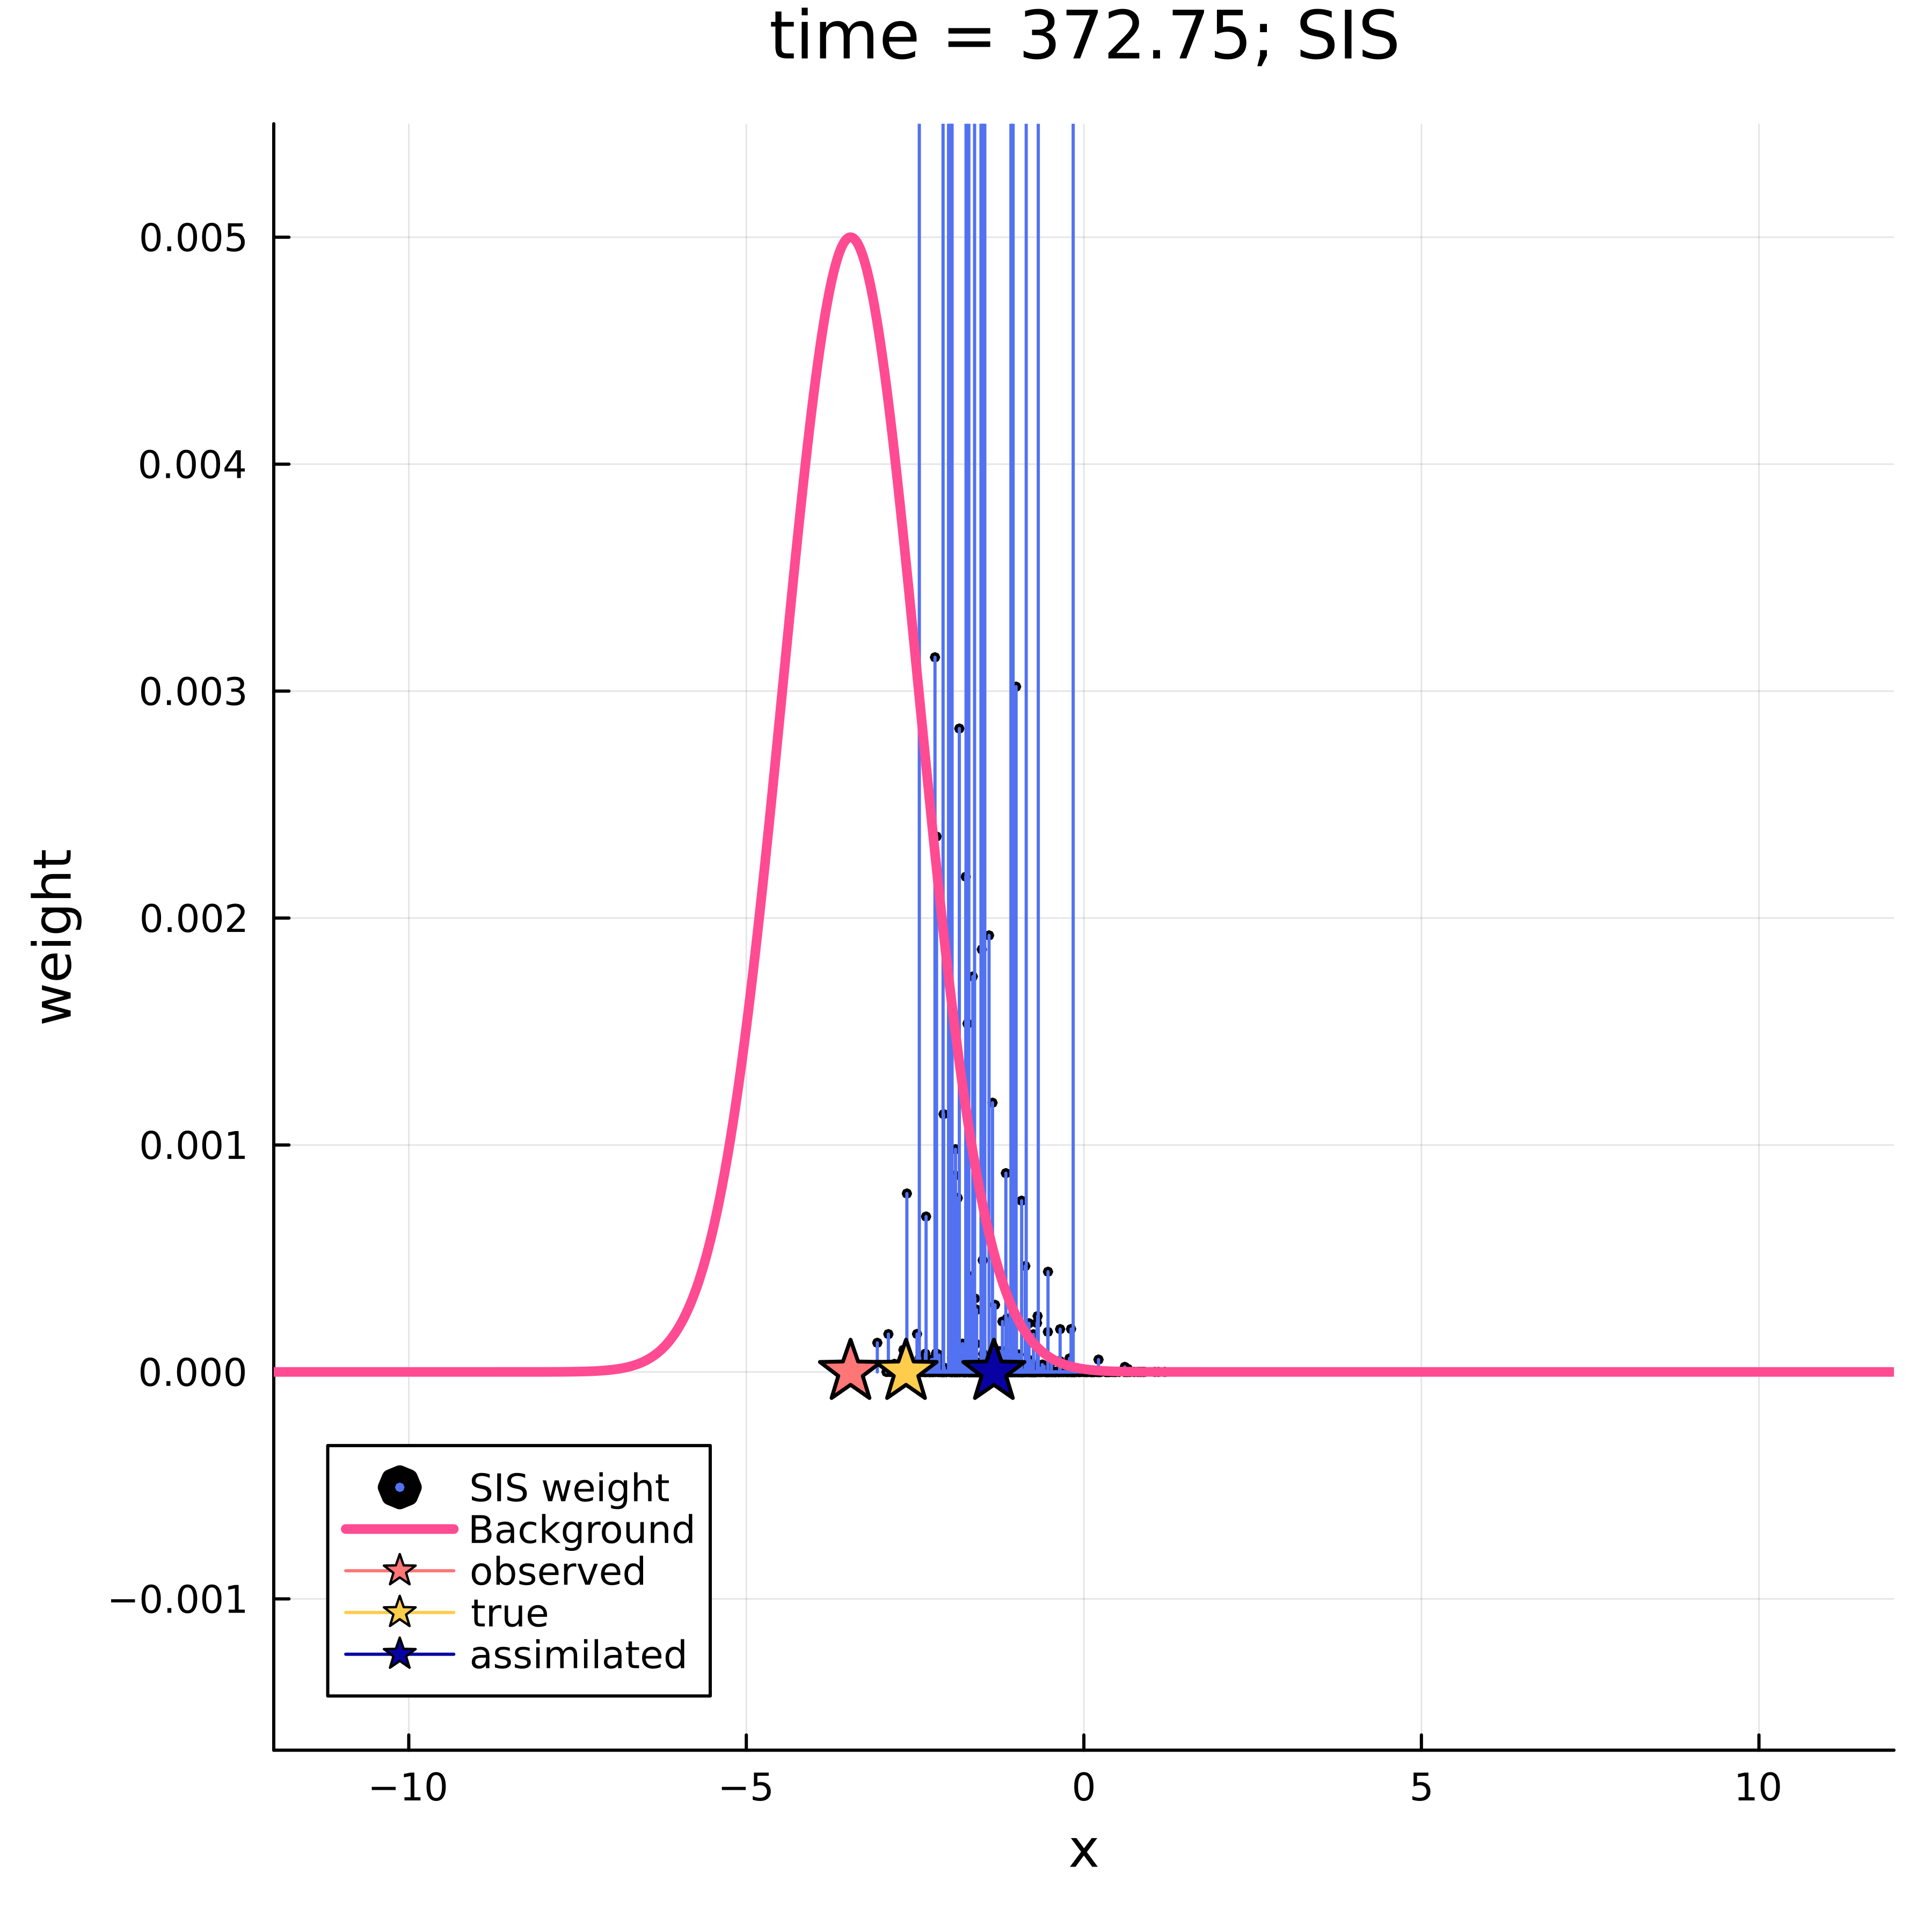 time = 372.75; SIS
0.005
0.004
0.003
0.002
0.001
0.000
−0.001
weight
SIS weight
Background
observed
true
assimilated
−10
−5
0
5
10
x